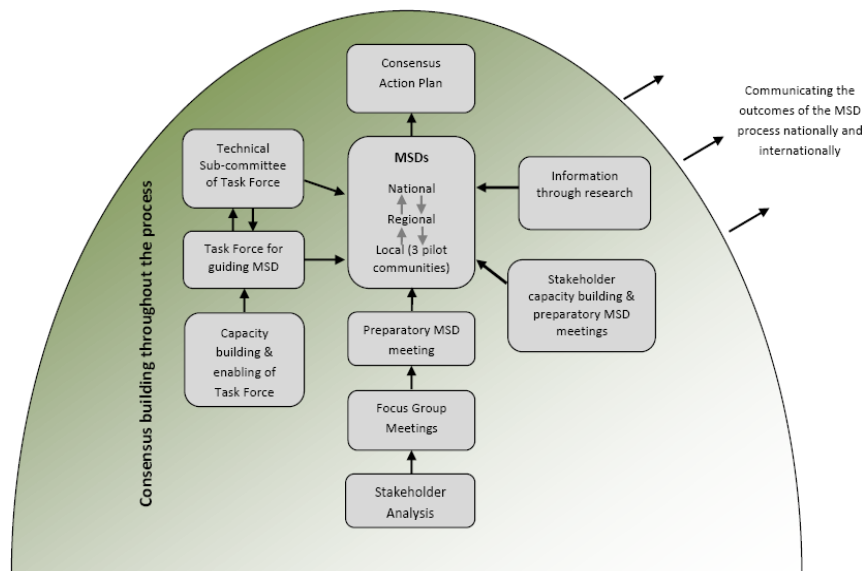 Consensus
Action Plan
Communicating the
outcomes of the MSD
process nationally and
internationally
Technical
Sub-committee
of Task Force
MSDs
National
Regional
Local (3 pilot
communities)
Information
through research
Task Force for
guiding MSD
Stakeholder
capacity building &
preparatory MSD
meetings
Capacity
building &
enabling of
Task Force
Preparatory MSD
meeting
Focus Group
Meetings
Stakeholder
Analysis
Consensus building throughout the process